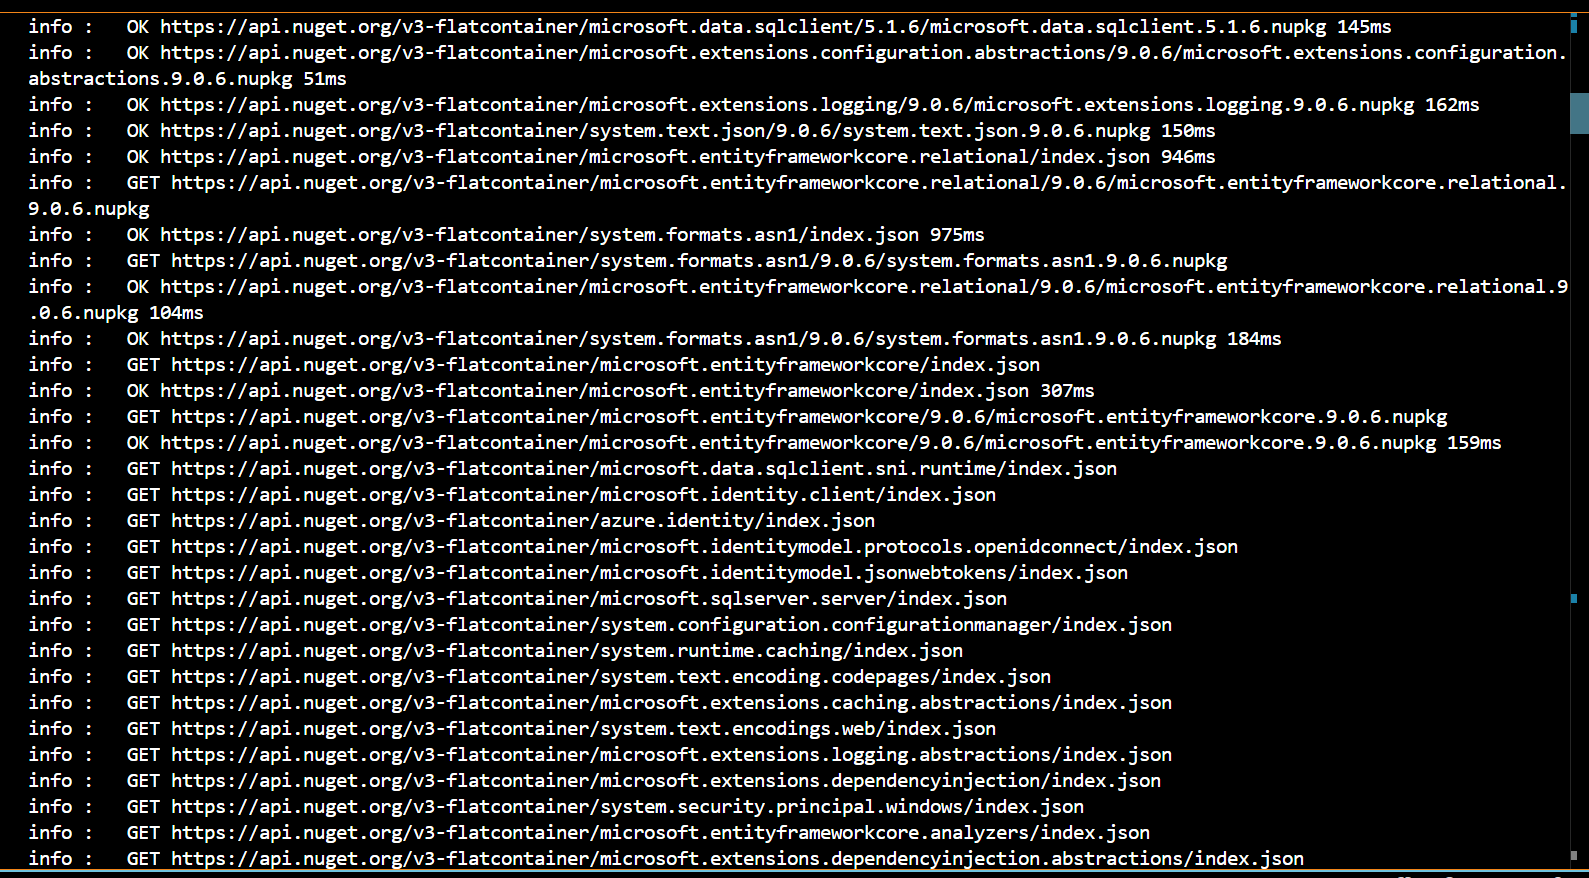 info :   OK https://api.nuget.org/v3-flatcontainer/microsoft.data.sqlclient/5.1.6/microsoft.data.sqlclient.5.1.6.nupkg 145ms
info :   OK https://api.nuget.org/v3-flatcontainer/microsoft.extensions.configuration.abstractions/9.0.6/microsoft.extensions.configuration.
abstractions.9.0.6.nupkg 51ms
info :   OK https://api.nuget.org/v3-flatcontainer/microsoft.extensions.logging/9.0.6/microsoft.extensions.logging.9.0.6.nupkg 162ms
info :   OK https://api.nuget.org/v3-flatcontainer/system.text.json/9.0.6/system.text.json.9.0.6.nupkg 150ms
info :   OK https://api.nuget.org/v3-flatcontainer/microsoft.entityframeworkcore.relational/index.json 946ms
info :   GET https://api.nuget.org/v3-flatcontainer/microsoft.entityframeworkcore.relational/9.0.6/microsoft.entityframeworkcore.relational.
9.0.6.nupkg
info :   OK https://api.nuget.org/v3-flatcontainer/system.formats.asn1/index.json 975ms
info :   GET https://api.nuget.org/v3-flatcontainer/system.formats.asn1/9.0.6/system.formats.asn1.9.0.6.nupkg
info :   OK https://api.nuget.org/v3-flatcontainer/microsoft.entityframeworkcore.relational/9.0.6/microsoft.entityframeworkcore.relational.9
.0.6.nupkg 104ms
info :   OK https://api.nuget.org/v3-flatcontainer/system.formats.asn1/9.0.6/system.formats.asn1.9.0.6.nupkg 184ms
info :   GET https://api.nuget.org/v3-flatcontainer/microsoft.entityframeworkcore/index.json
info :   OK https://api.nuget.org/v3-flatcontainer/microsoft.entityframeworkcore/index.json 307ms
info :   GET https://api.nuget.org/v3-flatcontainer/microsoft.entityframeworkcore/9.0.6/microsoft.entityframeworkcore.9.0.6.nupkg
info :   OK https://api.nuget.org/v3-flatcontainer/microsoft.entityframeworkcore/9.0.6/microsoft.entityframeworkcore.9.0.6.nupkg 159ms
info :   GET https://api.nuget.org/v3-flatcontainer/microsoft.data.sqlclient.sni.runtime/index.json
info :   GET https://api.nuget.org/v3-flatcontainer/microsoft.identity.client/index.json
info :   GET https://api.nuget.org/v3-flatcontainer/azure.identity/index.json
info :   GET https://api.nuget.org/v3-flatcontainer/microsoft.identitymodel.protocols.openidconnect/index.json
info :   GET https://api.nuget.org/v3-flatcontainer/microsoft.identitymodel.jsonwebtokens/index.json
info :   GET https://api.nuget.org/v3-flatcontainer/microsoft.sqlserver.server/index.json
info :   GET https://api.nuget.org/v3-flatcontainer/system.configuration.configurationmanager/index.json
info :   GET https://api.nuget.org/v3-flatcontainer/system.runtime.caching/index.json
info :   GET https://api.nuget.org/v3-flatcontainer/system.text.encoding.codepages/index.json
info :   GET https://api.nuget.org/v3-flatcontainer/microsoft.extensions.caching.abstractions/index.json
info :   GET https://api.nuget.org/v3-flatcontainer/system.text.encodings.web/index.json
info :   GET https://api.nuget.org/v3-flatcontainer/microsoft.extensions.logging.abstractions/index.json
info :   GET https://api.nuget.org/v3-flatcontainer/microsoft.extensions.dependencyinjection/index.json
info :   GET https://api.nuget.org/v3-flatcontainer/system.security.principal.windows/index.json
info :   GET https://api.nuget.org/v3-flatcontainer/microsoft.entityframeworkcore.analyzers/index.json
info :   GET https://api.nuget.org/v3-flatcontainer/microsoft.extensions.dependencyinjection.abstractions/index.json